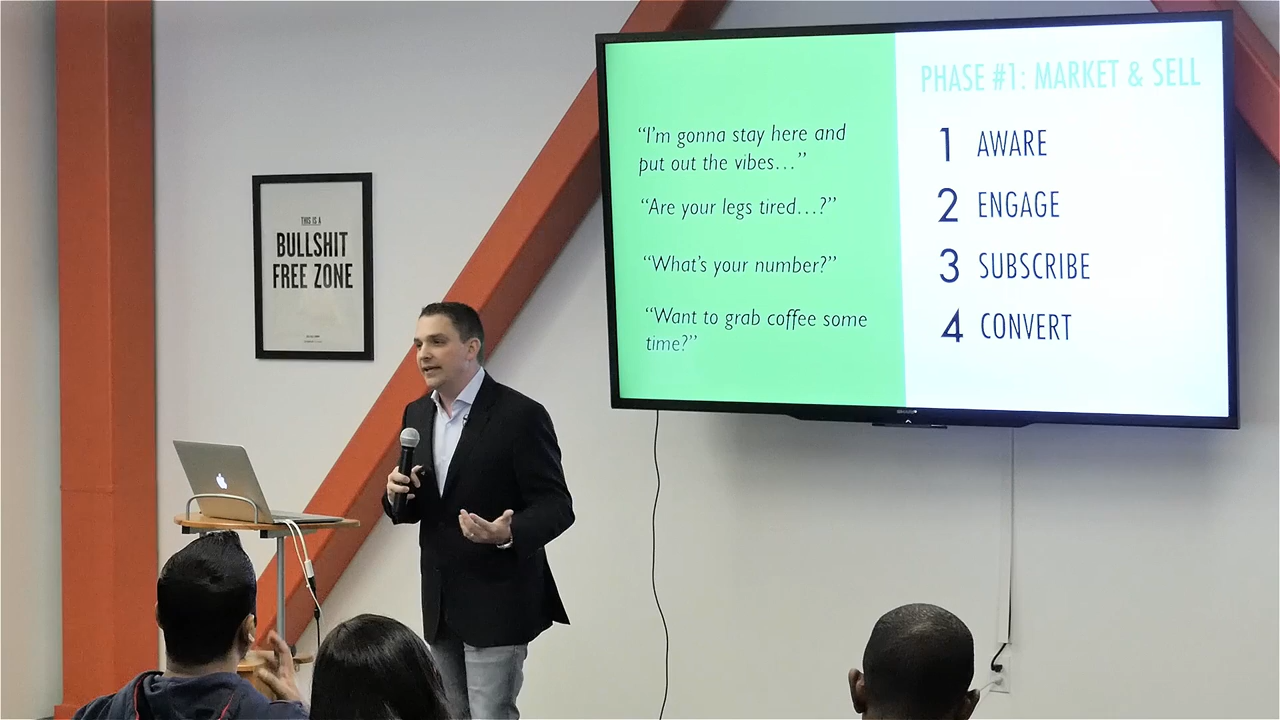 THIS IS A
BULLSHIT
FREE ZONE
PHASE #1: MARKET & SELL
“I’m gonna stay here and
put out the vibes…”
“Are your legs tired…?”
“What’s your number?”
“Want to grab coffee some
time?”
1 AWARE
2 ENGAGE
3 SUBSCRIBE
4 CONVERT